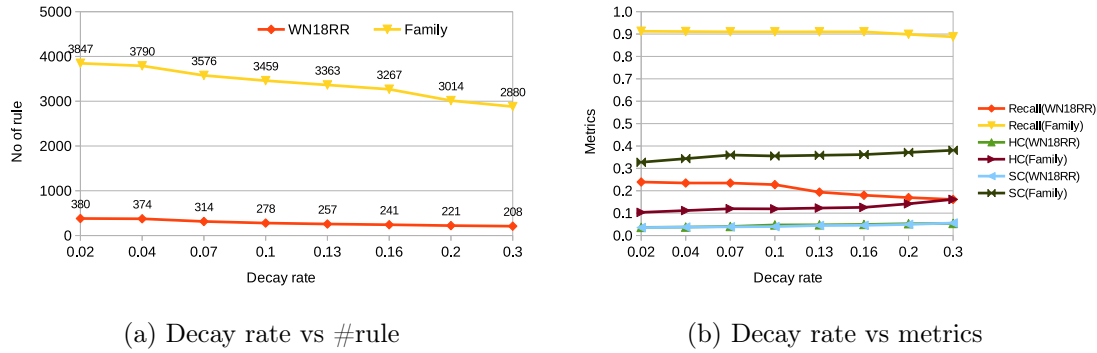 WN18RR Family
5000
4000
3000
2000
1000
0
No of rule
3847 3790 3576 3459 3363 3267 3014 2880
380 374 314 278 257 241 221 208
0.02 0.04 0.07 0.1 0.13 0.16 0.2 0.3
Decay rate
(a) Decay rate vs #rule
1.0
0.9
0.8
0.7
0.6
0.5
0.4
0.3
0.2
0.1
0.0
Metrics
0.02 0.04 0.07 0.1 0.13 0.16 0.2 0.3
Decay rate
Recall(WN18RR)
Recall(Family)
HC(WN18RR)
HC(Family)
SC(WN18RR)
SC(Family)
(b) Decay rate vs metrics